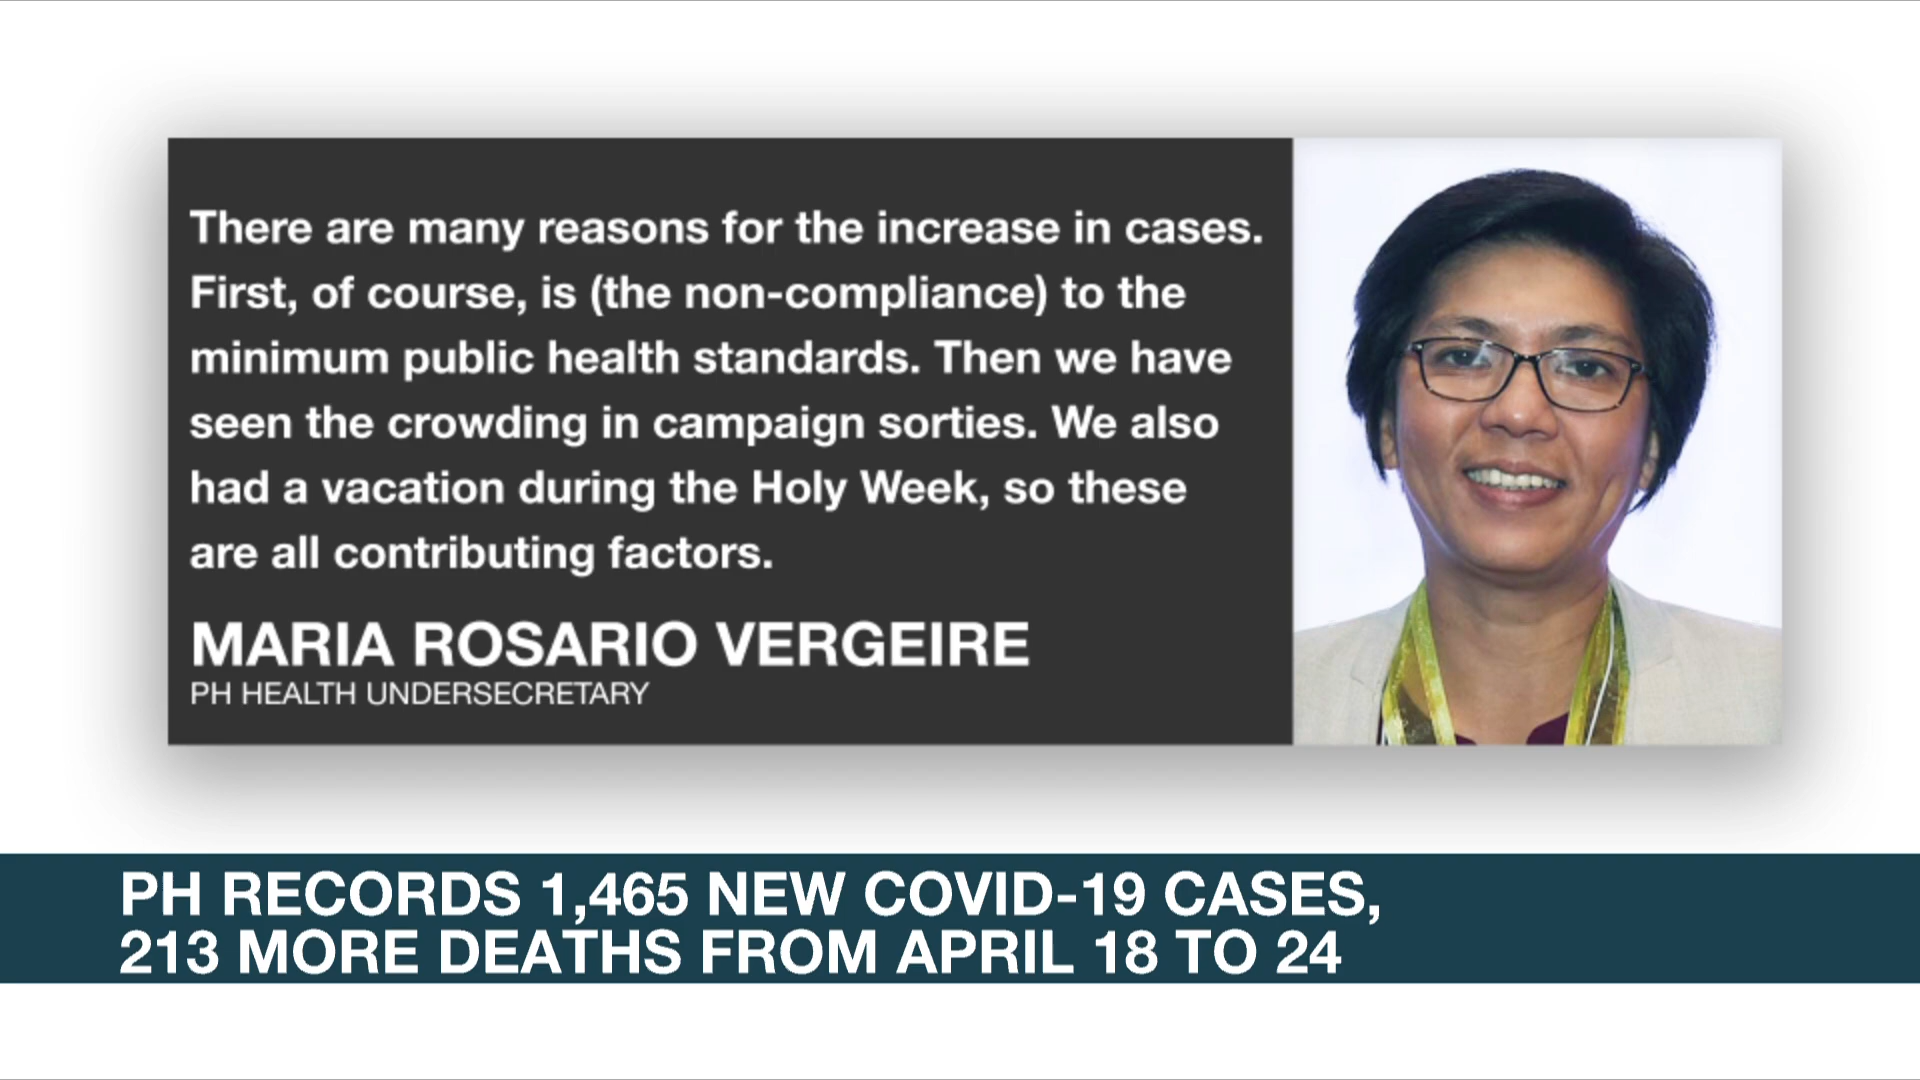 There are many reasons for the increase in cases.
First, of course, is (the non-compliance) to the
minimum public health standards. Then we have
seen the crowding in campaign sorties. We also
had a vacation during the Holy Week, so these
are all contributing factors.
MARIA ROSARIO VERGEIRE
PH HEALTH UNDERSECRETARY
PH RECORDS 1,465 NEW COVID-19 CASES,
213 MORE DEATHS FROM APRIL 18 TO 24